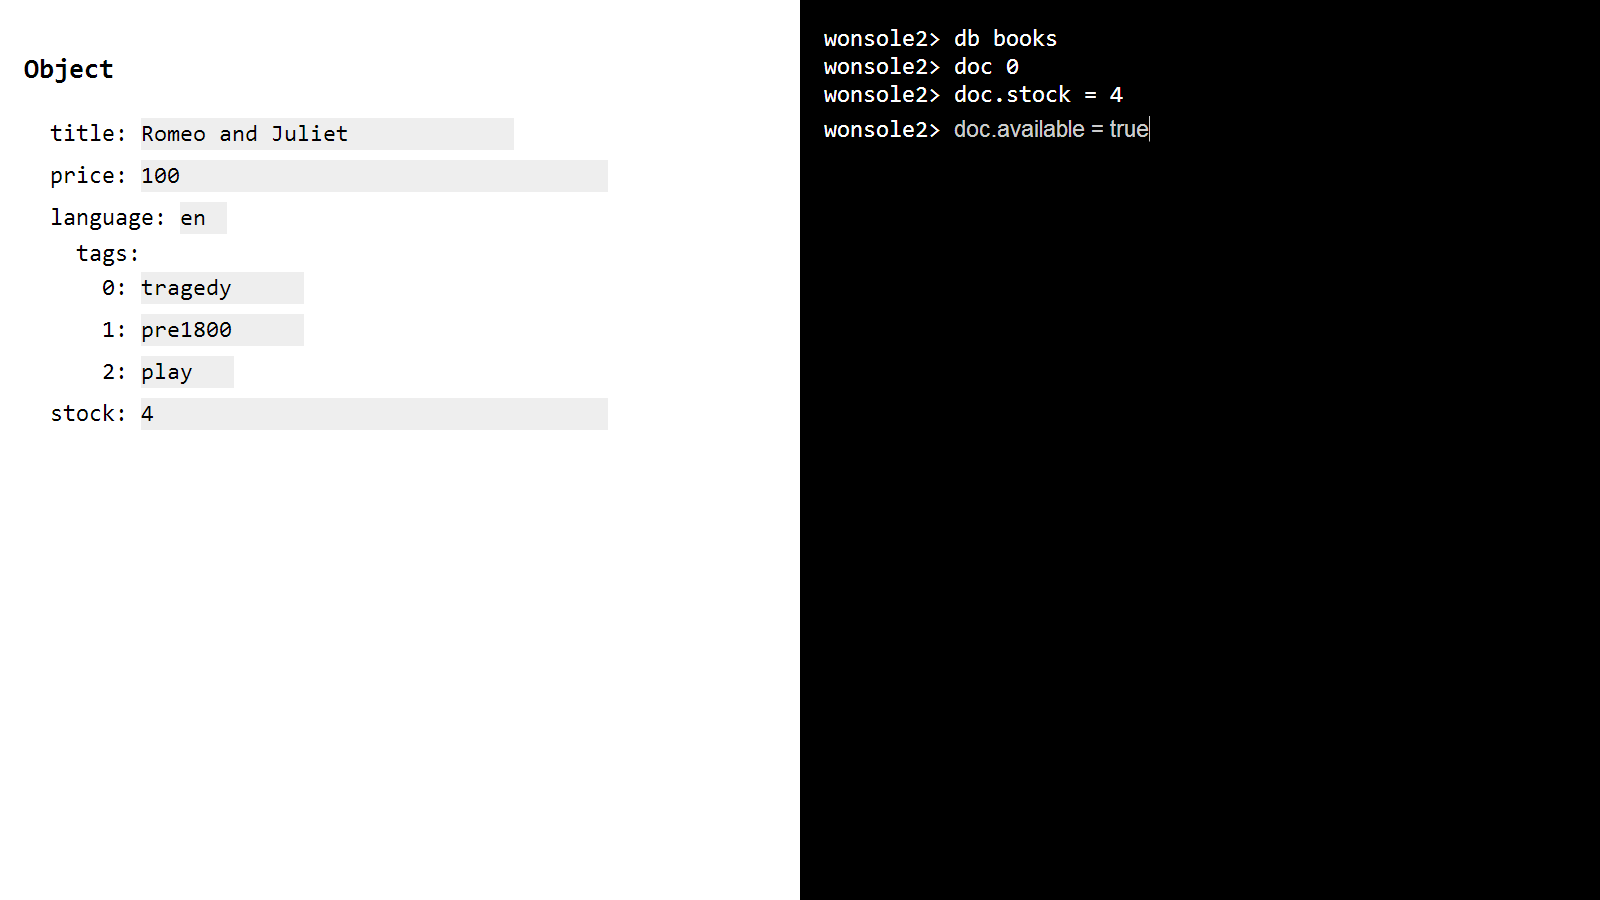 Object
title: Romeo and Juliet
price: 100
language: en
tags:
0: tragedy
1: pre1800
2: play
stock: 4
wonsole2> db books
wonsole2> doc 0
wonsole2> doc.stock = 4
wonsole2> doc.available = true